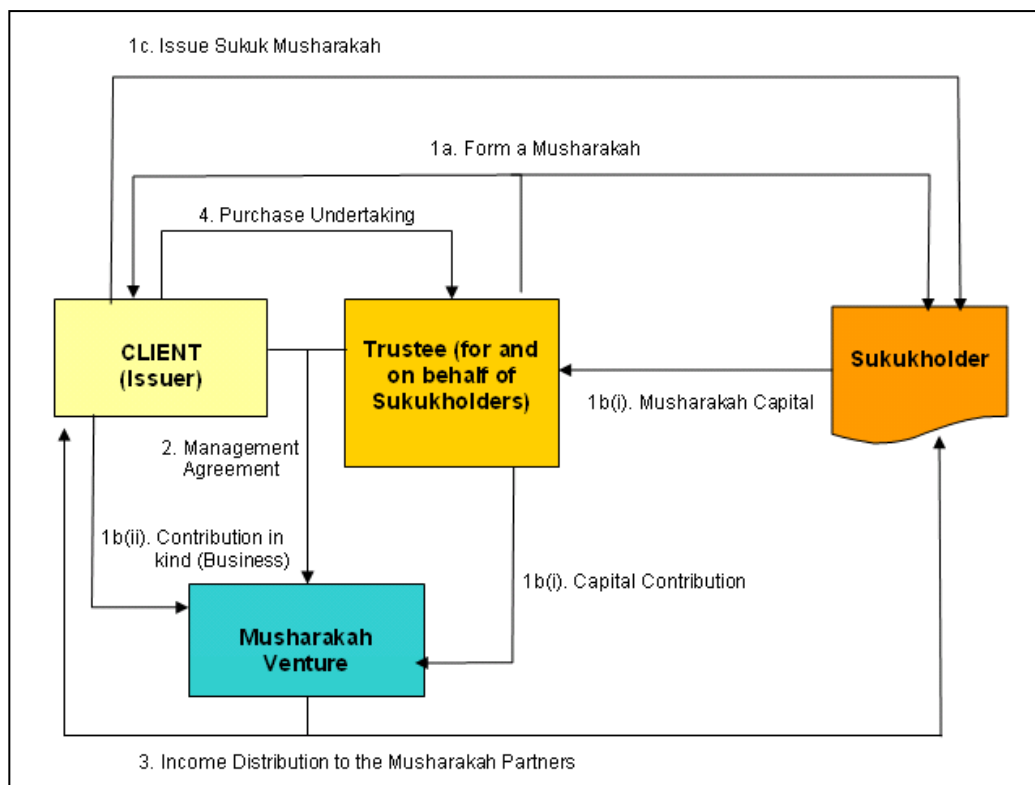 1c. Issue Sukuk Musharakah
1a. Form a Musharakah
4. Purchase Undertaking
CLIENT
(Issuer)
Trustee (for and
on behalf of
Sukukholders)
Sukukholder
1b(i). Musharakah Capital
2. Management
Agreement
1b(ii). Contribution in
kind (Business)
1b(i). Capital Contribution
Musharakah
Venture
3. Income Distribution to the Musharakah Partners